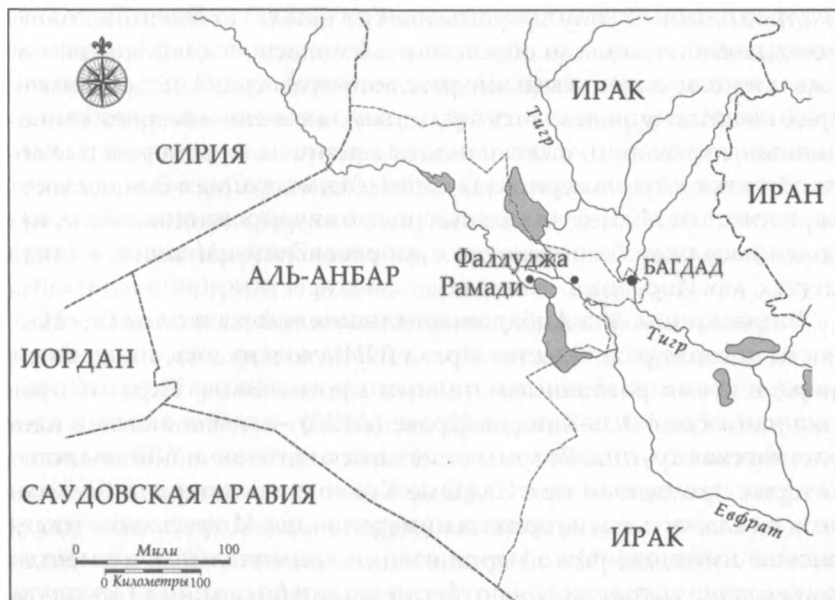 ИРАК
Тигр
СИРИЯ
ИРАН
АЛЬ-АНБАР
Фаллуджа
БАГДАД
Рамади
Тигр
ИОРДАН
САУДОВСКАЯ АРАВИЯ
Евфрат
ИРАК
0 Мили 100
0 Километри 100